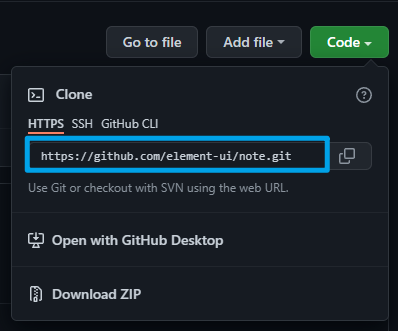 Go to file Add file Code
Clone
HTTPS SSH GitHub CLI
https://github.com/element-ui/note.git
Use Git or checkout with SVN using the web URL.
Open with GitHub Desktop
Download ZIP